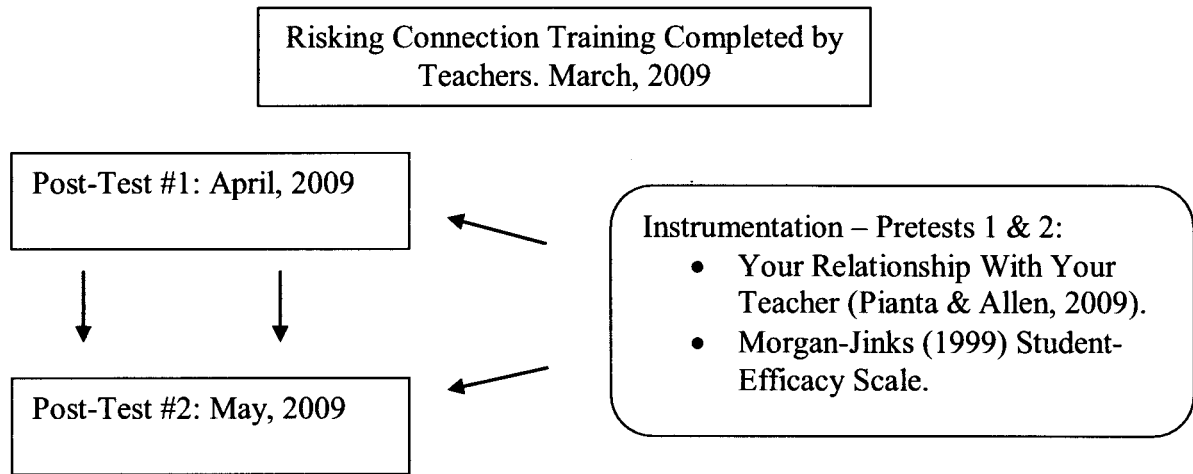 Risking Connection Training Completed by
Teachers. March, 2009
Post-Test #1: April, 2009
Instrumentation – Pretests 1 & 2:
• Your Relationship With Your
Teacher (Pianta & Allen, 2009).
• Morgan-Jinks (1999) Student-
Efficacy Scale.
Post-Test #2: May, 2009